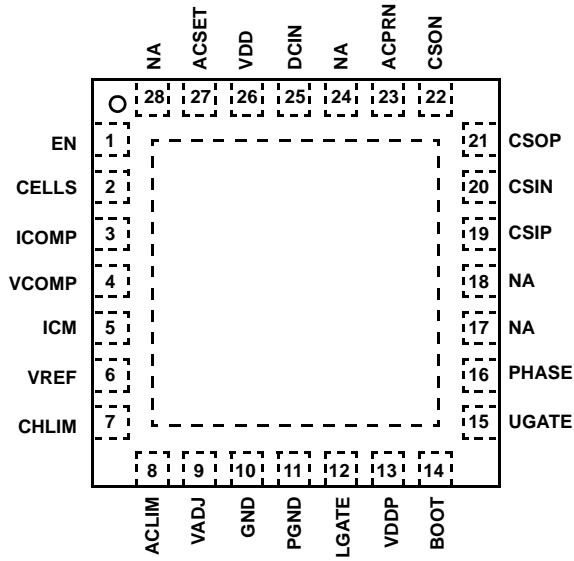 NA
ACSET
VDD
DCIN
NA
ACPRN
CSON
28 27 26 25 24 23 22
EN 1 21 CSOP
CELLS 2 20 CSIN
ICOMP 3 19 CSIP
VCOMP 4 18 NA
ICM 5 17 NA
VREF 6 16 PHASE
CHLIM 7 15 UGATE
8 9 10 11 12 13 14
ACLIM
VADJ
GND
PGND
LGATE
VDDP
BOOT